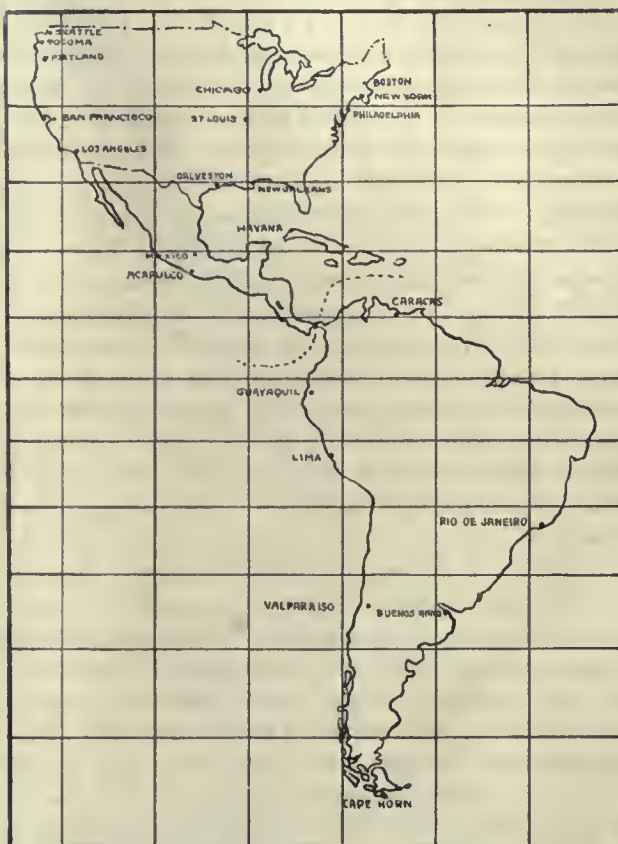 SEATTLE
TOCOMA
PORTLAND
CHICAGO
BOSTON
NEW YORK
PHILADELPHIA
SAN FRANCISCO
ST LOUIS
LOS ANGELES
GALVESTON
NEW ORLEANS
HAVANA
MEXICO
ACAPULCO
CARACAS
GUAYAQUIL
LIMA
RIO DE JANEIRO
VALPARAISO
BUENOS AIRES
CAPE HORN